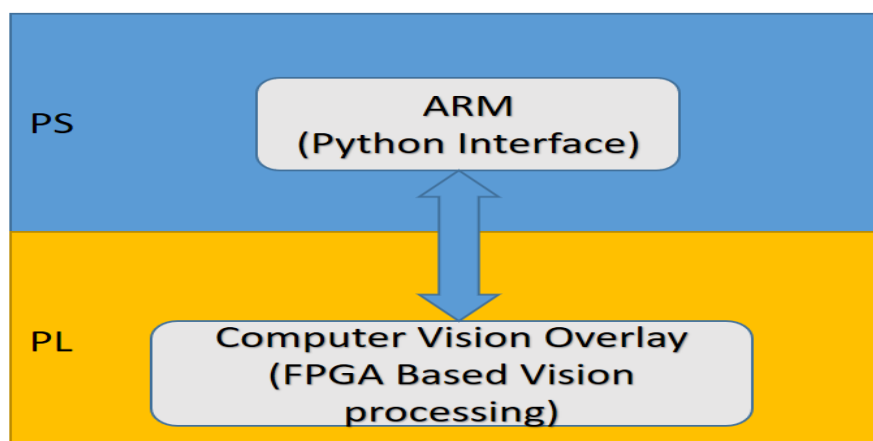 PS
ARM
(Python Interface)
PL
Computer Vision Overlay
(FPGA Based Vision
processing)